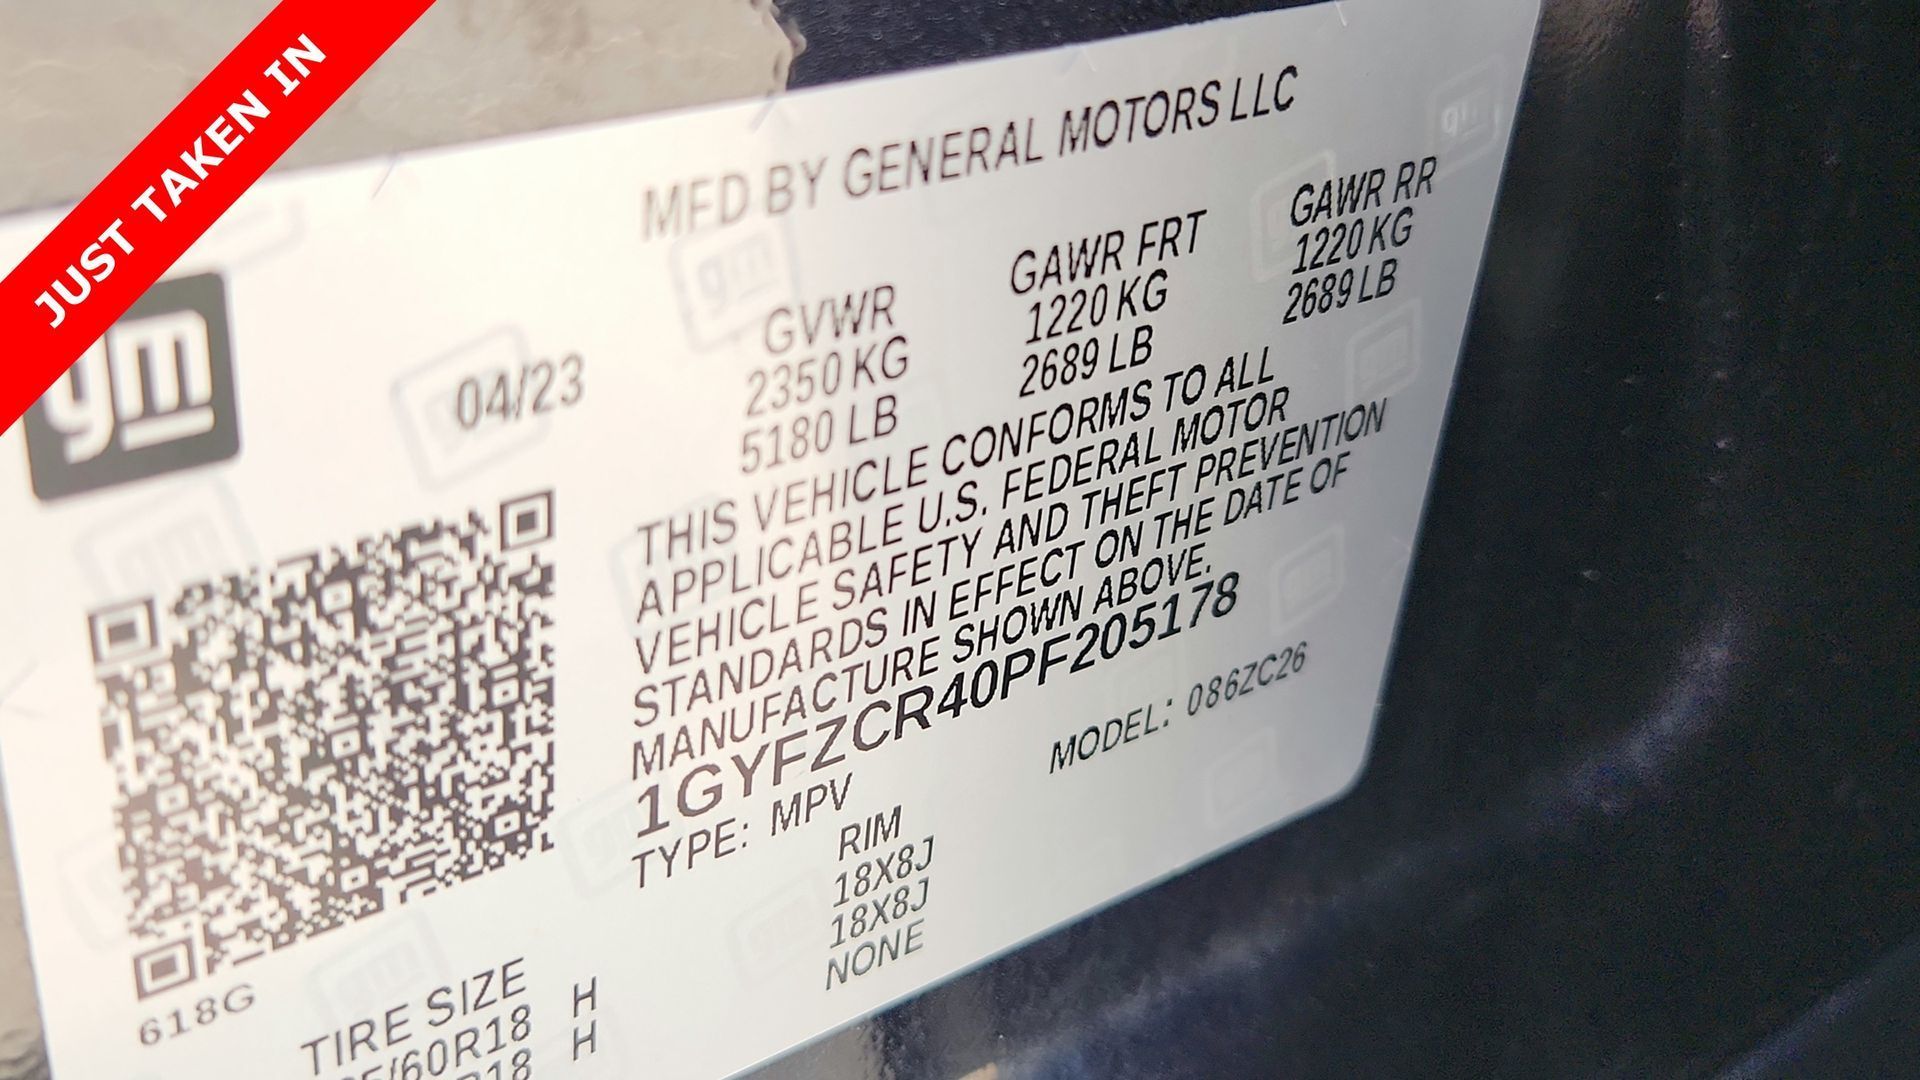 JUST TAKEN IN
MFD BY GENERAL MOTORS LLC
gm
04/23
GVWR GAWR FRT GAWR RR
2350 KG 1220 KG 1220 KG
5180 LB 2689 LB 2689 LB
THIS VEHICLE CONFORMS TO ALL
APPLICABLE U.S. FEDERAL MOTOR
VEHICLE SAFETY AND THEFT PREVENTION
STANDARDS IN EFFECT ON THE DATE OF
MANUFACTURE SHOWN ABOVE.
1GYFZCR40PF205178
TYPE: MPV MODEL: 086ZC26
618G
TIRE SIZE RIM
5/60R18 H 18X8J
R18 H 18X8J
NONE